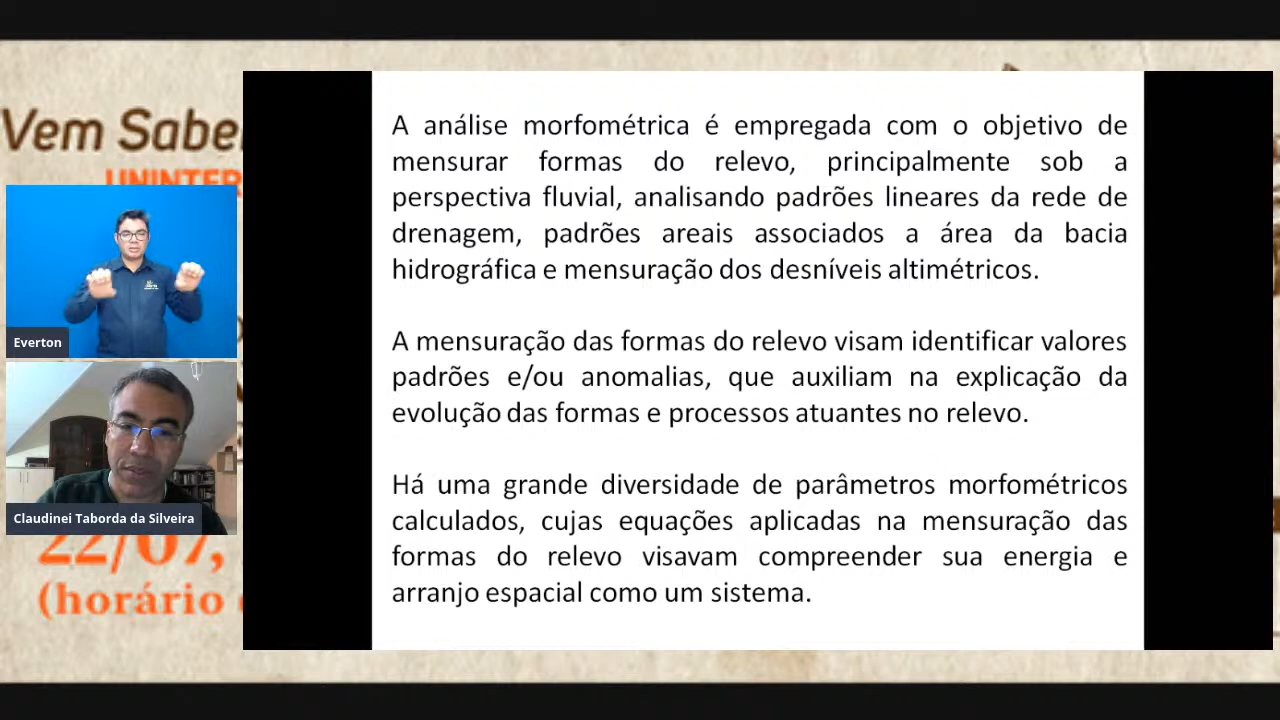 Vem Sabe
UNINTER
Everton
Claudinei Taborda da Silveira
22/07,
(horário
A análise morfométrica é empregada com o objetivo de
mensurar formas do relevo, principalmente sob a
perspectiva fluvial, analisando padrões lineares da rede de
drenagem, padrões areais associados a área da bacia
hidrográfica e mensuração dos desníveis altimétricos.
A mensuração das formas do relevo visam identificar valores
padrões e/ou anomalias, que auxiliam na explicação da
evolução das formas e processos atuantes no relevo.
Há uma grande diversidade de parâmetros morfométricos
calculados, cujas equações aplicadas na mensuração das
formas do relevo visavam compreender sua energia e
arranjo espacial como um sistema.